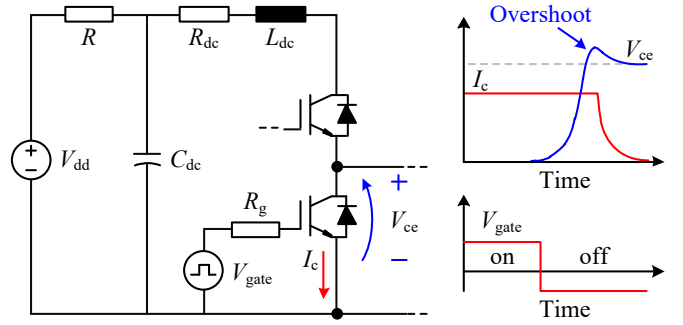 R
Rdc
Ldc
Overshoot
Vce
Ic
Vdd
Cdc
Rg
Vgate
Ic
+
Vce
−
Time
Vgate
on off
Time